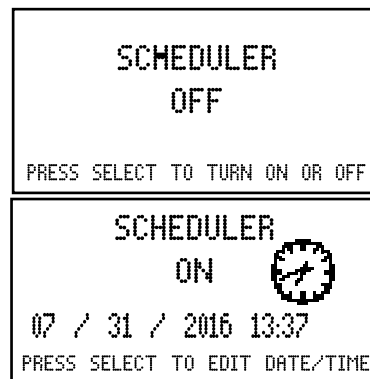 SCHEDULER
OFF
PRESS SELECT TO TURN ON OR OFF
SCHEDULER
ON
07 / 31 / 2016 13:37
PRESS SELECT TO EDIT DATE/TIME